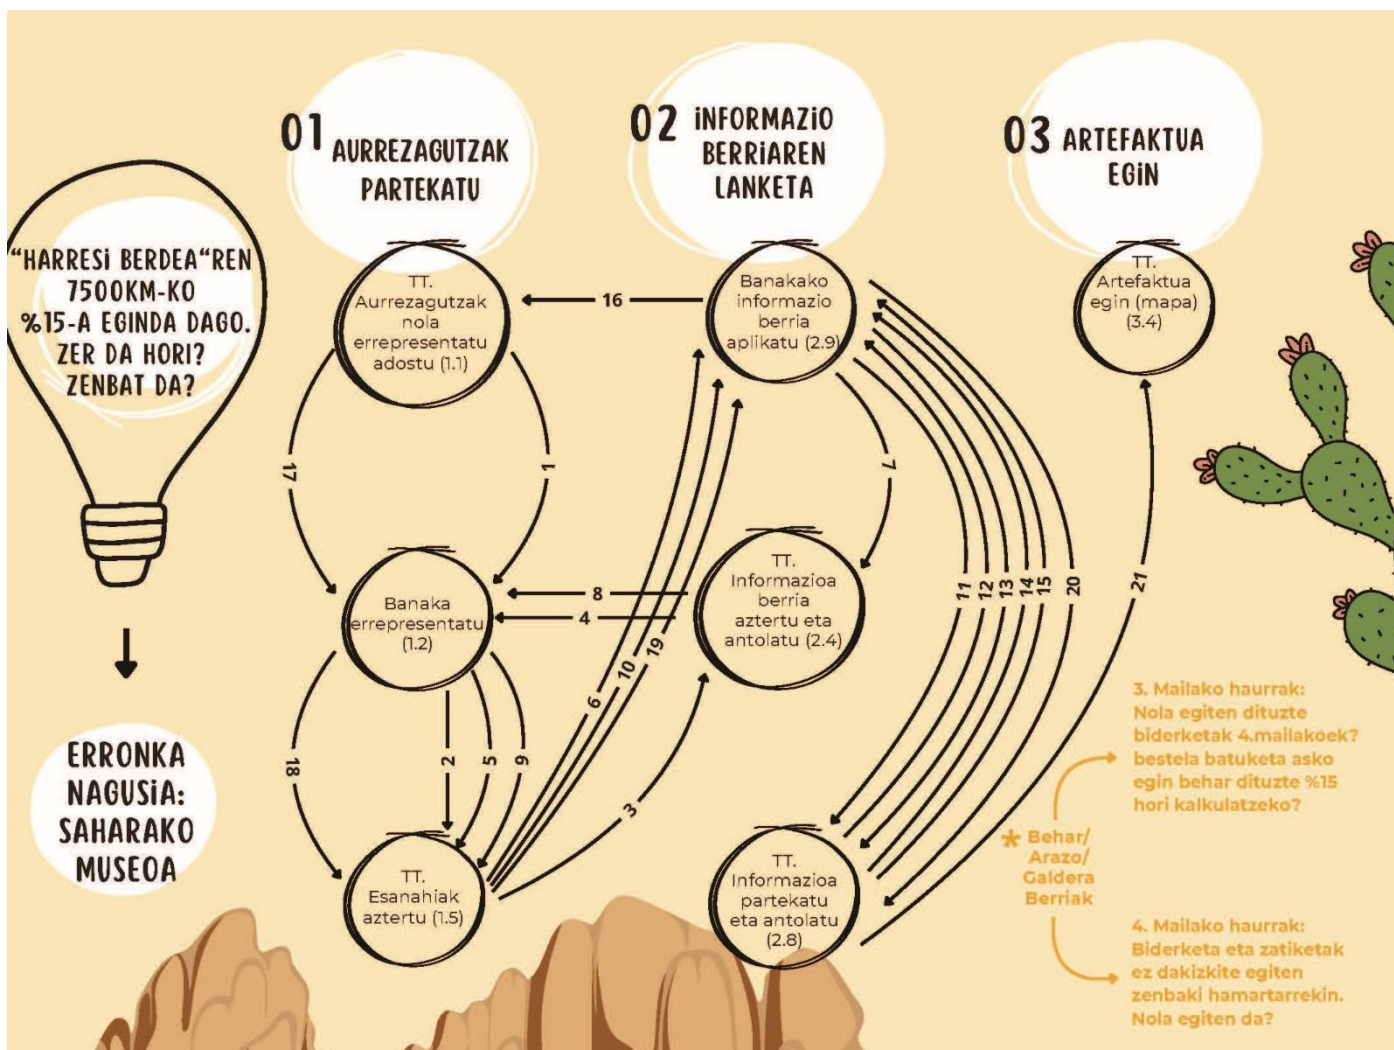 “HARRESi BERDEA“REN
7500KM-KO
%15-A EGINDA DAGO.
ZER DA HORI?
ZENBAT DA?
ERRONKA
NAGUSiA:
SAHARAKO
MUSEOA
01 AURREZAGUTZAK
PARTEKATU
TT.
Aurrezagutzak
nola
errepresentatu
adostu (1.1)
17
1
Banaka
errepresentatu
(1.2)
18
2
5
9
TT.
Esanahiak
aztertu (1.5)
02 iNFORMAZiO
BERRiAREN
LANKETA
16
Banakako
informazio
berria
aplikatu (2.9)
7
8
4
TT.
Informazioa
berria
aztertu eta
antolatu (2.4)
6
10
19
3
11
12
13
14
15
20
TT.
Informazioa
partekatu
eta antolatu
(2.8)
03 ARTEFAKTUA
EGiN
TT.
Artefaktua
egin (mapa)
(3.4)
21
3. Mailako haurrak:
Nola egiten dituzte
biderketak 4.mailakoek?
bestela batuketa asko
egin behar dituzte %15
hori kalkulatzeko?
* Behar/
Arazo/
Galdera
Berriak
4. Mailako haurrak:
Biderketa eta zatiketak
ez dakizkite egiten
zenbaki hamartarrekin.
Nola egiten da?